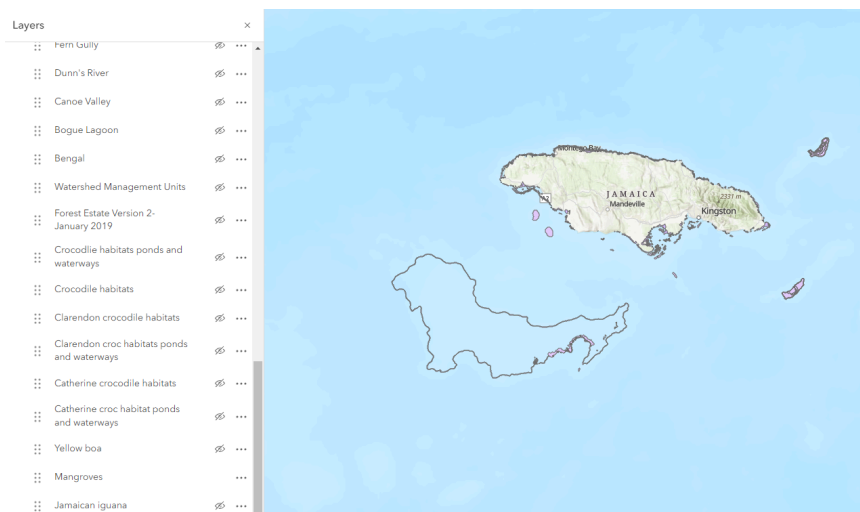 Layers
Fern Gully
Dunn's River
Canoe Valley
Bogue Lagoon
Bengal
Watershed Management Units
Forest Estate Version 2-
January 2019
Crocodlie habitats ponds and
waterways
Crocodile habitats
Clarendon crocodile habitats
Clarendon croc habitats ponds
and waterways
Catherine crocodile habitats
Catherine croc habitat ponds
and waterways
Yellow boa
Mangroves
Jamaican iguana
Montego Bay
JAMAICA
2331 m
Mandeville
Kingston